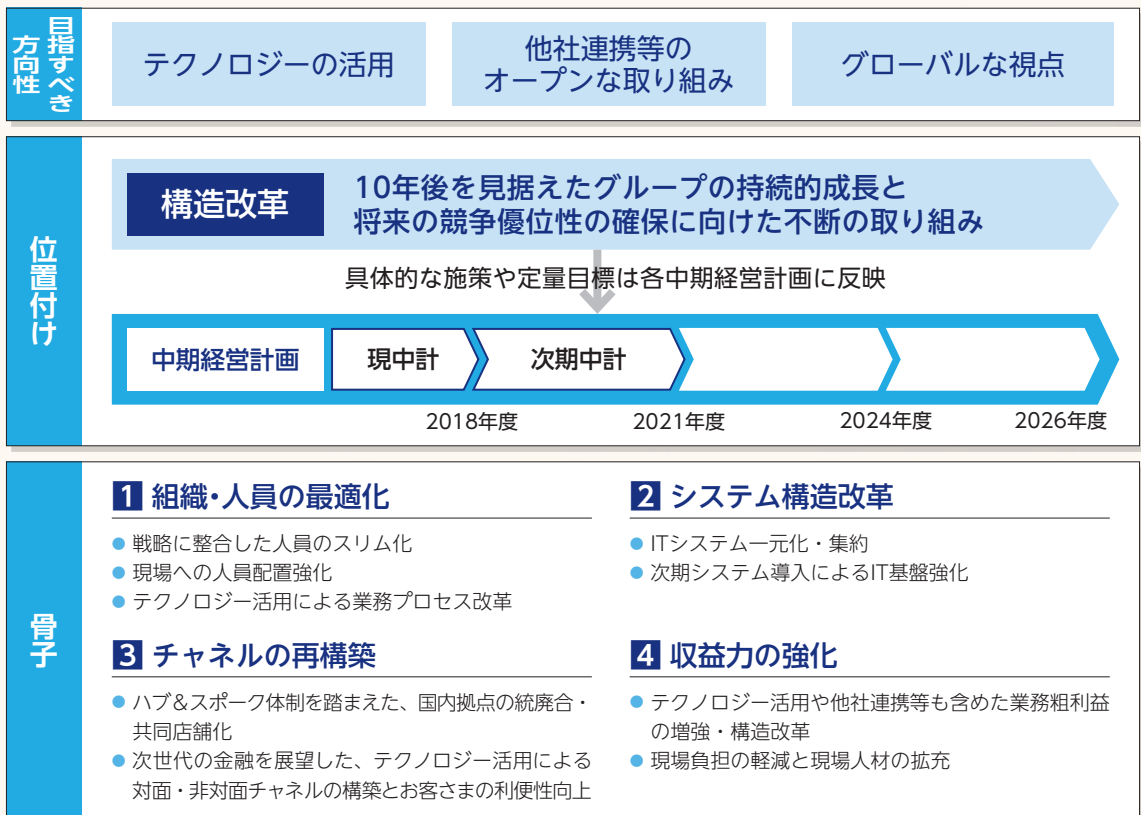 目指すべき
方向性
テクノロジーの活用
他社連携等の
オープンな取り組み
グローバルな視点
位置付け
構造改革
10年後を見据えたグループの持続的成長と
将来の競争優位性の確保に向けた不断の取り組み
具体的な施策や定量目標は各中期経営計画に反映
中期経営計画
現中計
次期中計
2018年度
2021年度
2024年度
2026年度
骨子
1 組織・人員の最適化
● 戦略に整合した人員のスリム化
● 現場への人員配置強化
● テクノロジー活用による業務プロセス改革
2 システム構造改革
● ITシステム一元化・集約
● 次期システム導入によるIT基盤強化
3 チャネルの再構築
● ハブ&スポーク体制を踏まえた、国内拠点の統廃合・
共同店舗化
● 次世代の金融を展望した、テクノロジー活用による
対面・非対面チャネルの構築とお客さまの利便性向上
4 収益力の強化
● テクノロジー活用や他社連携等も含めた業務粗利益
の増強・構造改革
● 現場負担の軽減と現場人材の拡充